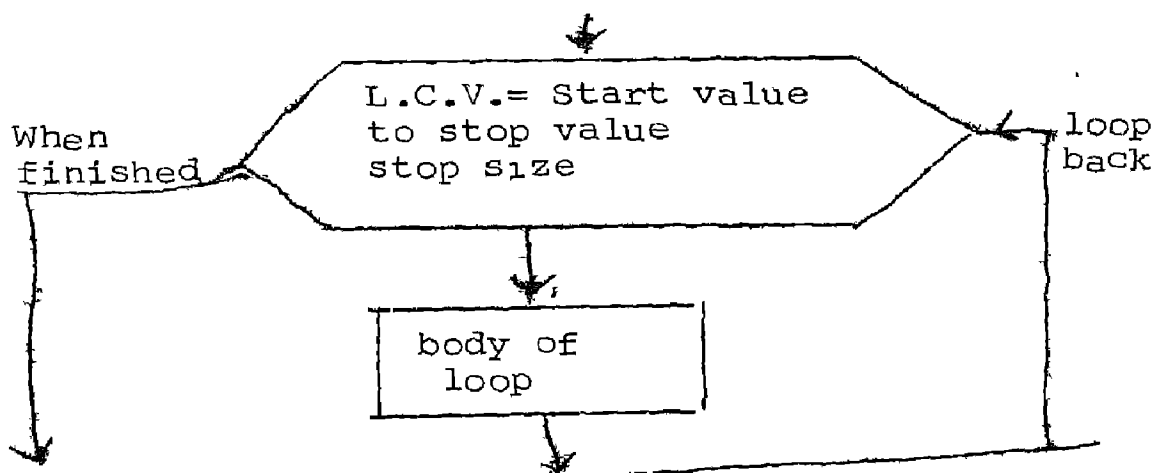 L.C.V.= Start value
to stop value
stop size
When
finished
loop
back
body of
loop